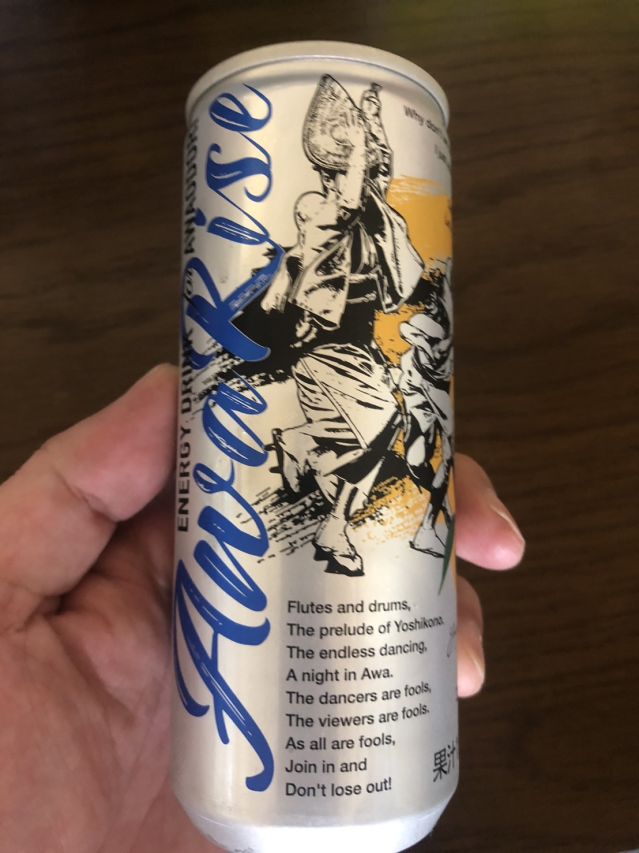 AwaRise
ENERGY DRINK @
Why
Flutes and drums,
The prelude of Yoshikono.
The endless dancing,
A night in Awa.
The dancers are fools,
The viewers are fools.
As all are fools,
Join in and
Don't lose out!
果汁